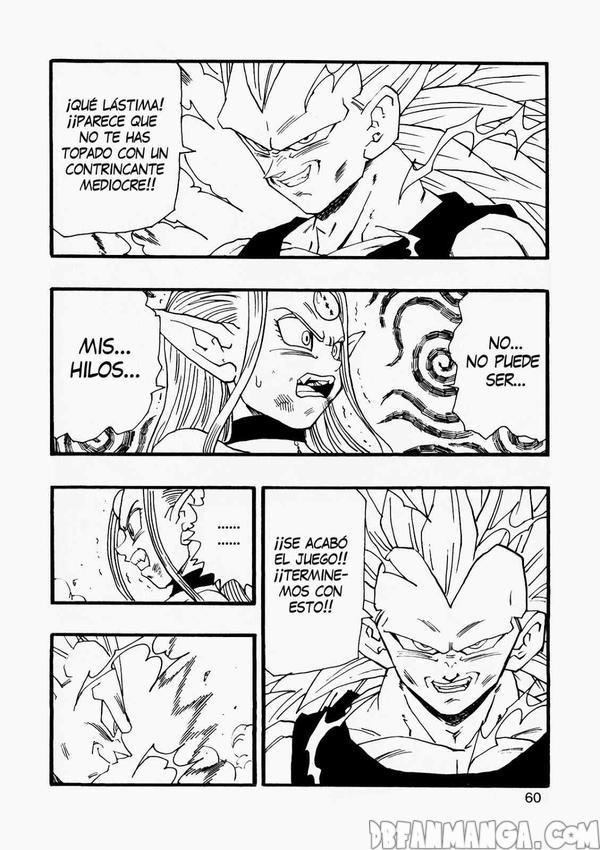 ¡QUÉ LÁSTIMA!
¡¡PARECE QUE
NO TE HAS
TOPADO CON UN
CONTRINCANTE
MEDIOCRE!!
MIS...
HILOS...
NO...
NO PUEDE
SER...
......
......
¡¡SE ACABÓ
EL JUEGO!!
¡¡TERMINE-
MOS CON
ESTO!!
60
DBFANMANGA.COM